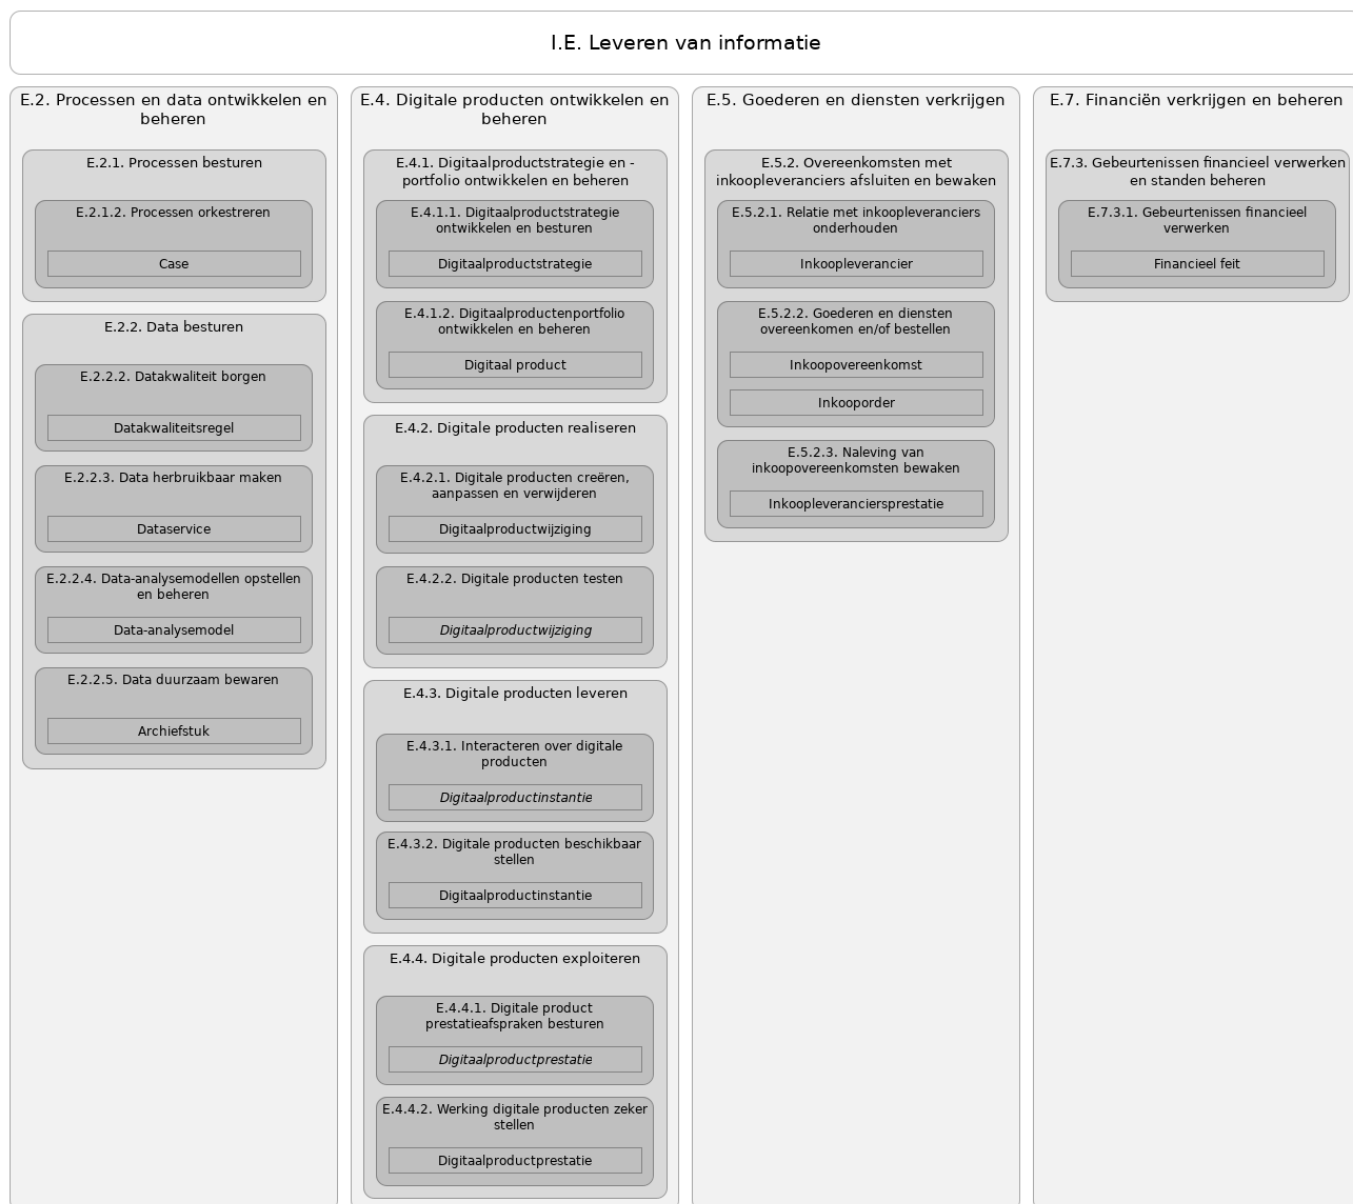 I.E. Leveren van informatie
E.2. Processen en data ontwikkelen en
beheren
E.2.1. Processen besturen
E.2.1.2. Processen orkestreren
Case
E.2.2. Data besturen
E.2.2.2. Datakwaliteit borgen
Datakwaliteitsregel
E.2.2.3. Data herbruikbaar maken
Dataservice
E.2.2.4. Data-analysemodellen opstellen
en beheren
Data-analysemodel
E.2.2.5. Data duurzaam bewaren
Archiefstuk
E.4. Digitale producten ontwikkelen en
beheren
E.4.1. Digitaalproductstrategie en -
portfolio ontwikkelen en beheren
E.4.1.1. Digitaalproductstrategie
ontwikkelen en besturen
Digitaalproductstrategie
E.4.1.2. Digitaalproductenportfolio
ontwikkelen en beheren
Digitaal product
E.4.2. Digitale producten realiseren
E.4.2.1. Digitale producten creëren,
aanpassen en verwijderen
Digitaalproductwijziging
E.4.2.2. Digitale producten testen
Digitaalproductwijziging
E.4.3. Digitale producten leveren
E.4.3.1. Interacteren over digitale
producten
Digitaalproductinstantie
E.4.3.2. Digitale producten beschikbaar
stellen
Digitaalproductinstantie
E.4.4. Digitale producten exploiteren
E.4.4.1. Digitale product
prestatieafspraken besturen
Digitaalproductprestatie
E.4.4.2. Werking digitale producten zeker
stellen
Digitaalproductprestatie
E.5. Goederen en diensten verkrijgen
E.5.2. Overeenkomsten met
inkoopleveranciers afsluiten en bewaken
E.5.2.1. Relatie met inkoopleveranciers
onderhouden
Inkoopleverancier
E.5.2.2. Goederen en diensten
overeenkomen en/of bestellen
Inkoopovereenkomst
Inkooporder
E.5.2.3. Naleving van
inkoopovereenkomsten bewaken
Inkoopleveranciersprestatie
E.7. Financiën verkrijgen en beheren
E.7.3. Gebeurtenissen financieel verwerken
en standen beheren
E.7.3.1. Gebeurtenissen financieel
verwerken
Financieel feit